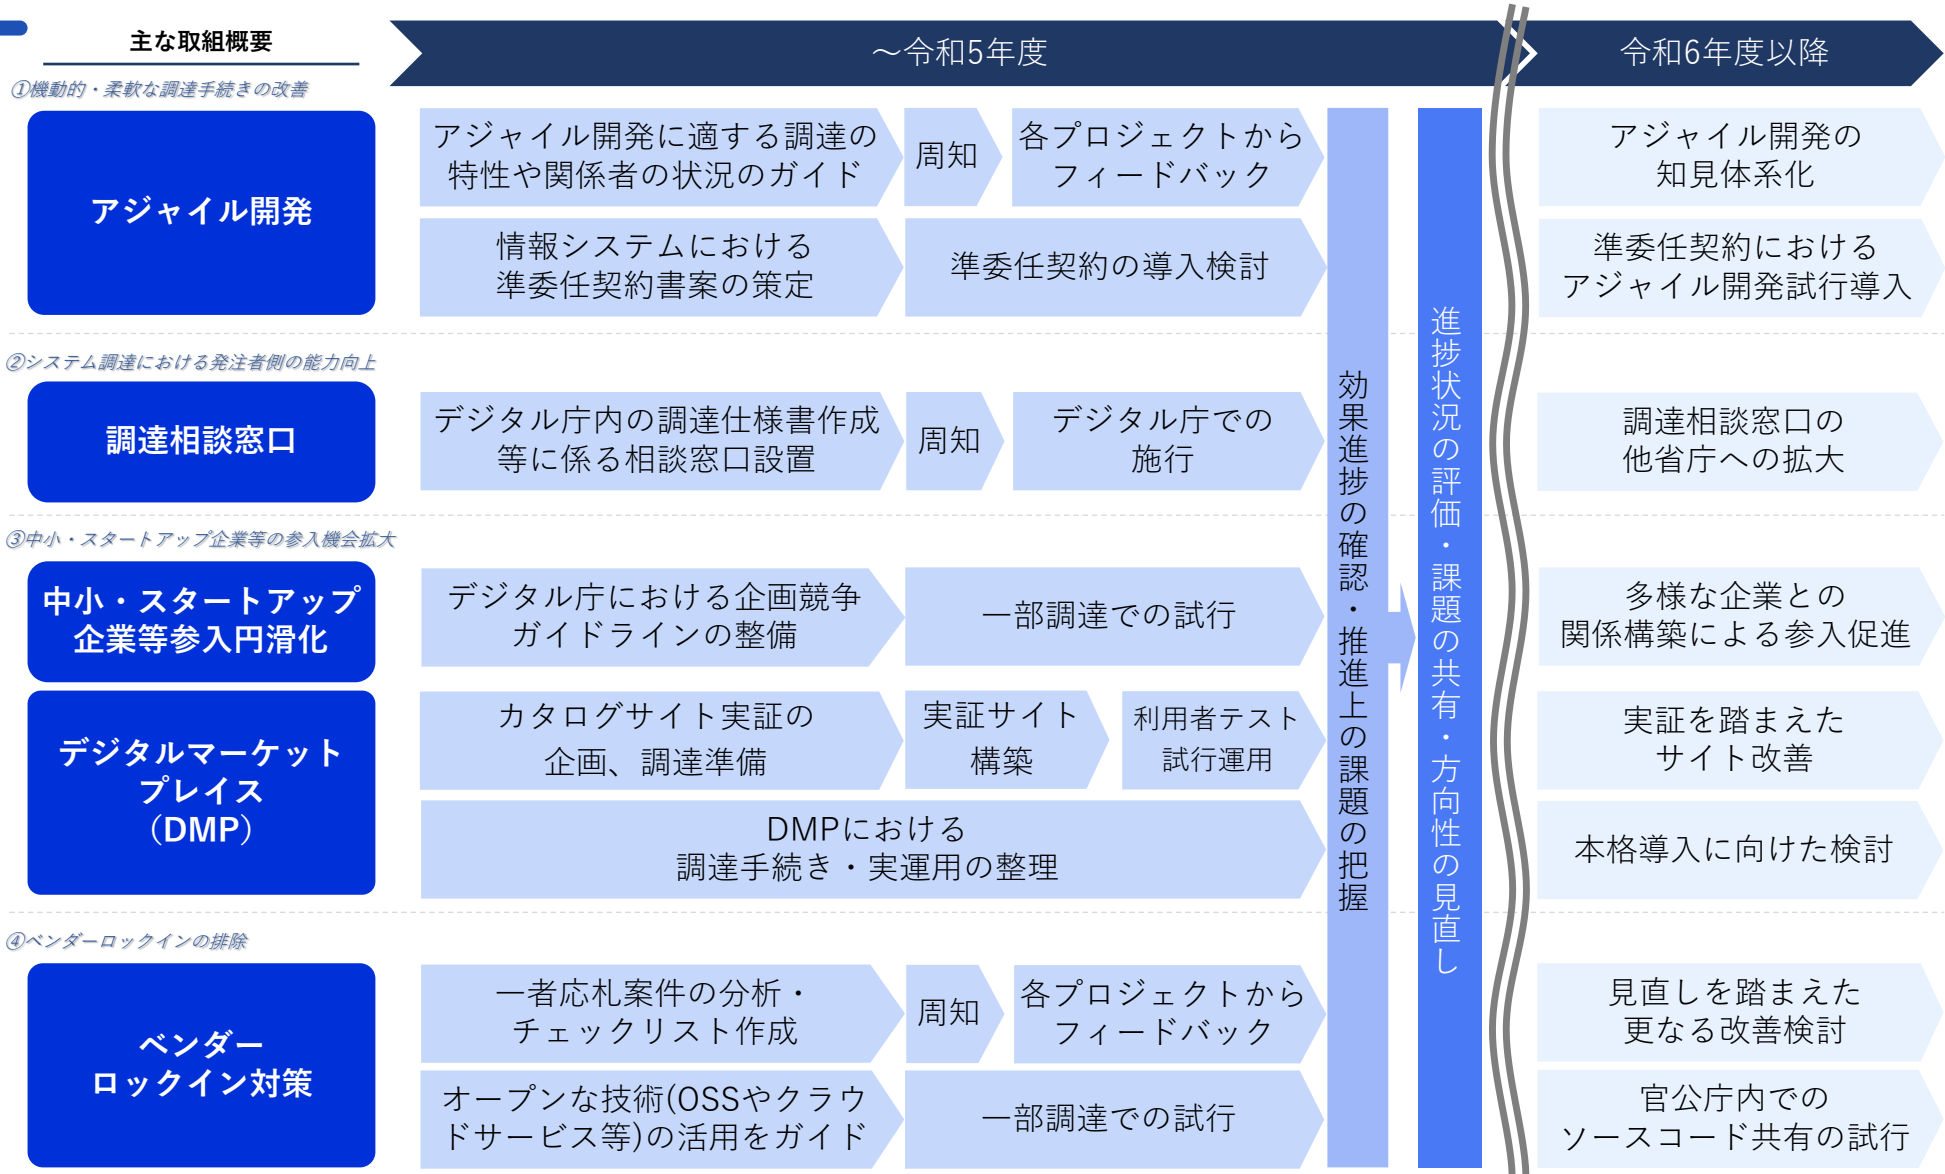 主な取組概要
～令和5年度
令和6年度以降
①機動的・柔軟な調達手続きの改善
アジャイル開発
アジャイル開発に適する調達の
特性や関係者の状況のガイド
周知
各プロジェクトから
フィードバック
アジャイル開発の
知見体系化
情報システムにおける
準委任契約書案の策定
準委任契約の導入検討
準委任契約における
アジャイル開発試行導入
②システム調達における発注者側の能力向上
調達相談窓口
デジタル庁内の調達仕様書作成
等に係る相談窓口設置
周知
デジタル庁での
施行
調達相談窓口の
他省庁への拡大
③中小・スタートアップ企業等の参入機会拡大
中小・スタートアップ
企業等参入円滑化
デジタル庁における企画競争
ガイドラインの整備
一部調達での試行
多様な企業との
関係構築による参入促進
デジタルマーケット
プレイス
（DMP）
カタログサイト実証の
企画、調達準備
実証サイト
構築
利用者テスト
試行運用
実証を踏まえた
サイト改善
DMPにおける
調達手続き・実運用の整理
本格導入に向けた検討
④ベンダーロックインの排除
ベンダー
ロックイン対策
一者応札案件の分析・
チェックリスト作成
周知
各プロジェクトから
フィードバック
見直しを踏まえた
更なる改善検討
オープンな技術(OSSやクラウ
ドサービス等)の活用をガイド
一部調達での試行
官公庁内での
ソースコード共有の試行
効果進捗の確認・推進上の課題の把握
進捗状況の評価・課題の共有・方向性の見直し